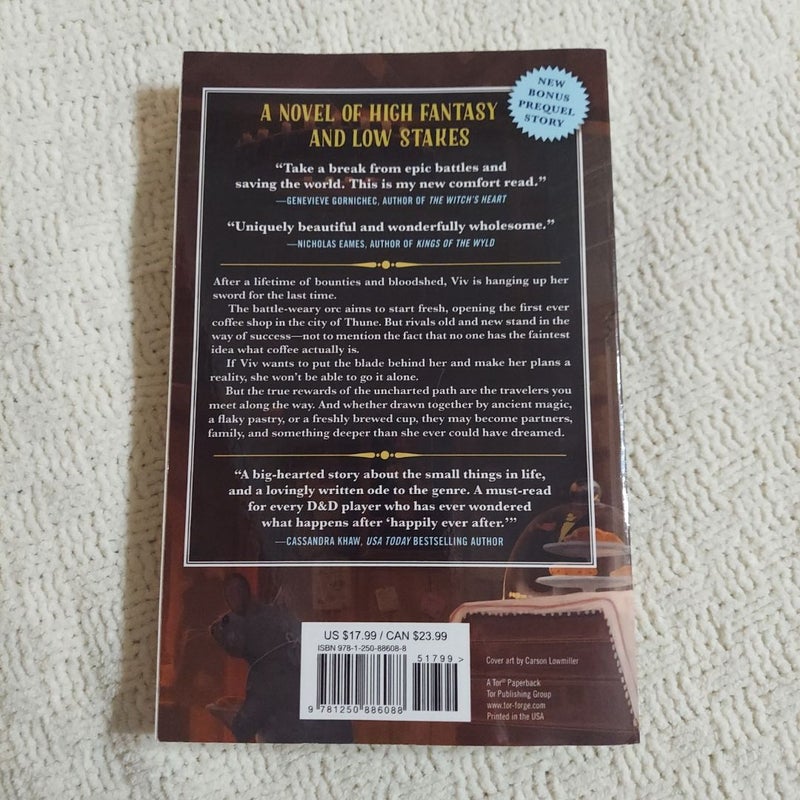 NEW
BONUS
PREQUEL
STORY
A NOVEL OF HIGH FANTASY
AND LOW STAKES
“Take a break from epic battles and
saving the world. This is my new comfort read.”
—GENEVIEVE GORNICHEC, AUTHOR OF THE WITCH'S HEART
“Uniquely beautiful and wonderfully wholesome.”
—NICHOLAS EAMES, AUTHOR OF KINGS OF THE WYLD
After a lifetime of bounties and bloodshed, Viv is hanging up her
sword for the last time.
The battle-weary orc aims to start fresh, opening the first ever
coffee shop in the city of Thune. But rivals old and new stand in the
way of success—not to mention the fact that no one has the faintest
idea what coffee actually is.
If Viv wants to put the blade behind her and make her plans a
reality, she won't be able to go it alone.
But the true rewards of the uncharted path are the travelers you
meet along the way. And whether drawn together by ancient magic,
a flaky pastry, or a freshly brewed cup, they may become partners,
family, and something deeper than she ever could have dreamed.
“A big-hearted story about the small things in life,
and a lovingly written ode to the genre. A must-read
for every D&D player who has ever wondered
what happens after ‘happily ever after.’”
—CASSANDRA KHAW, USA TODAY BESTSELLING AUTHOR
US $17.99 / CAN $23.99
ISBN 978-1-250-88608-8
51799>
9 781250 886088
Cover art by Carson Lowmiller
A Tor® Paperback
Tor Publishing Group
www.tor-forge.com
Printed in the USA